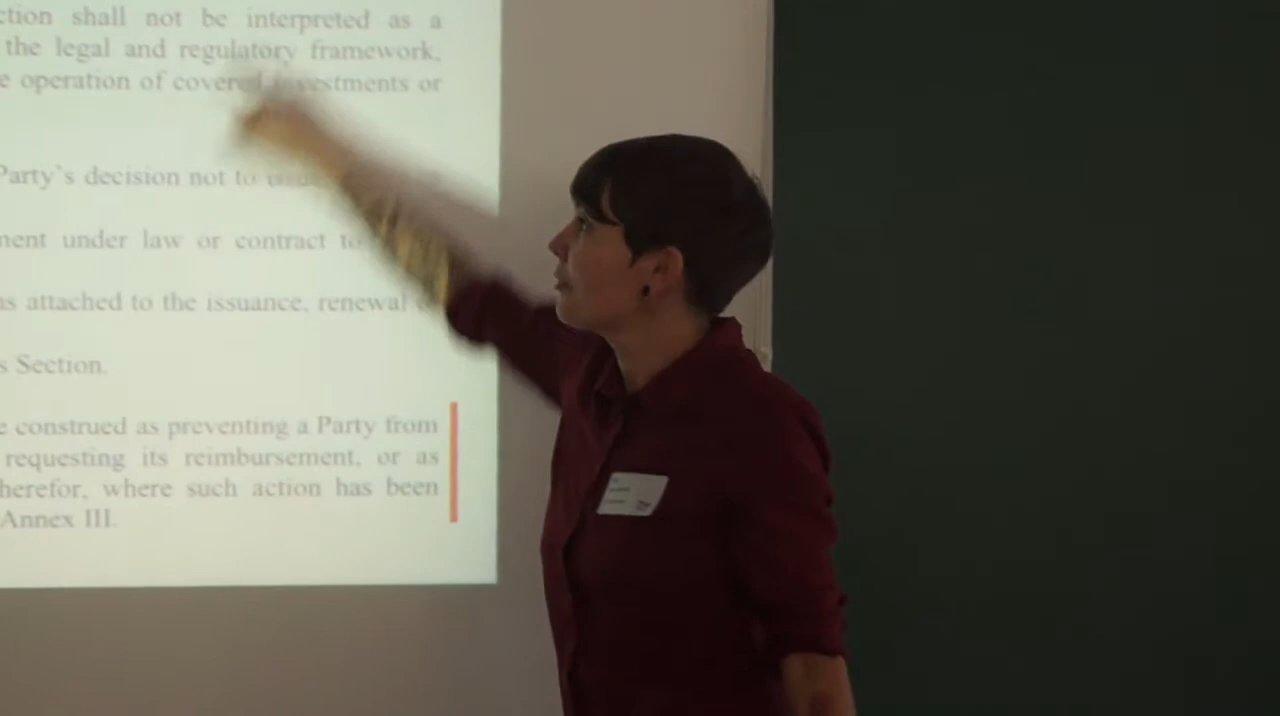 ction shall not be interpreted as a
the legal and regulatory framework,
e operation of covered investments or
Party's decision not to
ment under law or contract to
ns attached to the issuance, renewal
s Section.
e construed as preventing a Party from
requesting its reimbursement, or as
herefor, where such action has been
Annex III.